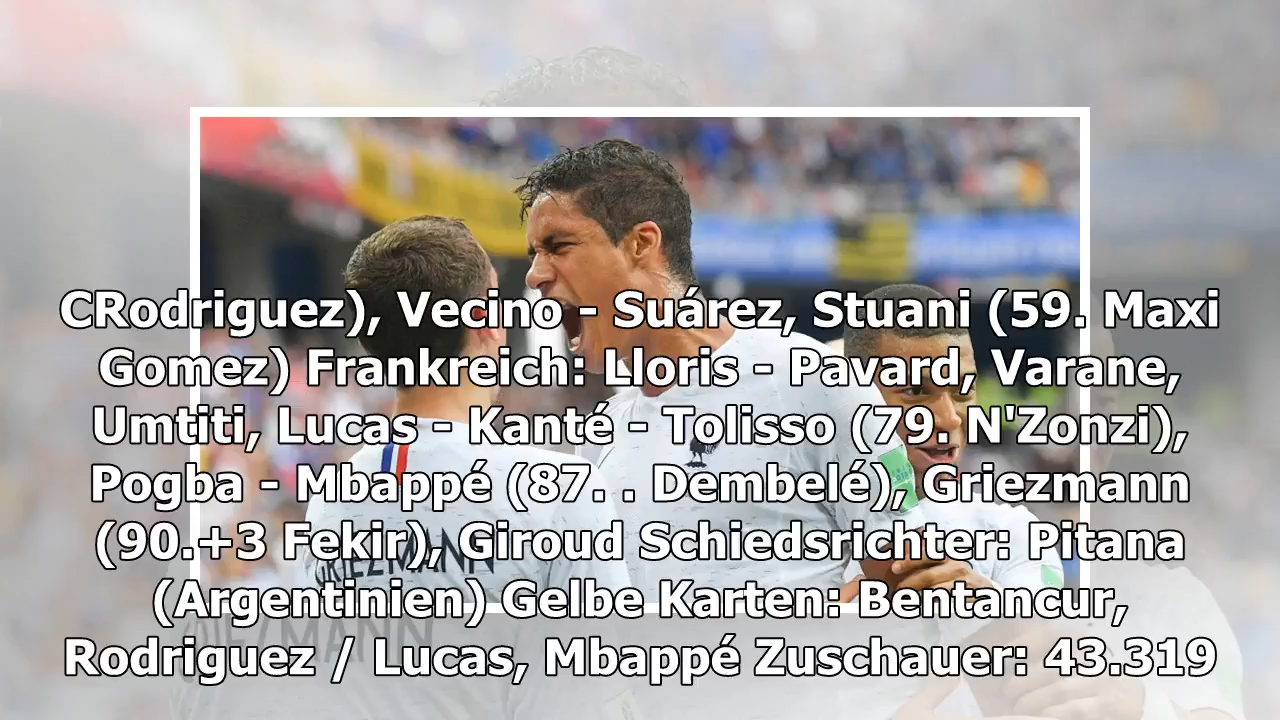 CRodriguez), Vecino - Suárez, Stuani (59. Maxi
Gomez) Frankreich: Lloris - Pavard, Varane,
Umtiti, Lucas - Kanté - Tolisso (79. N'Zonzi),
Pogba - Mbappé (87. . Dembelé), Griezmann
(90.+3 Fekir), Giroud Schiedsrichter: Pitana
(Argentinien) Gelbe Karten: Bentancur,
Rodriguez / Lucas, Mbappé Zuschauer: 43.319
GRIEZMANN